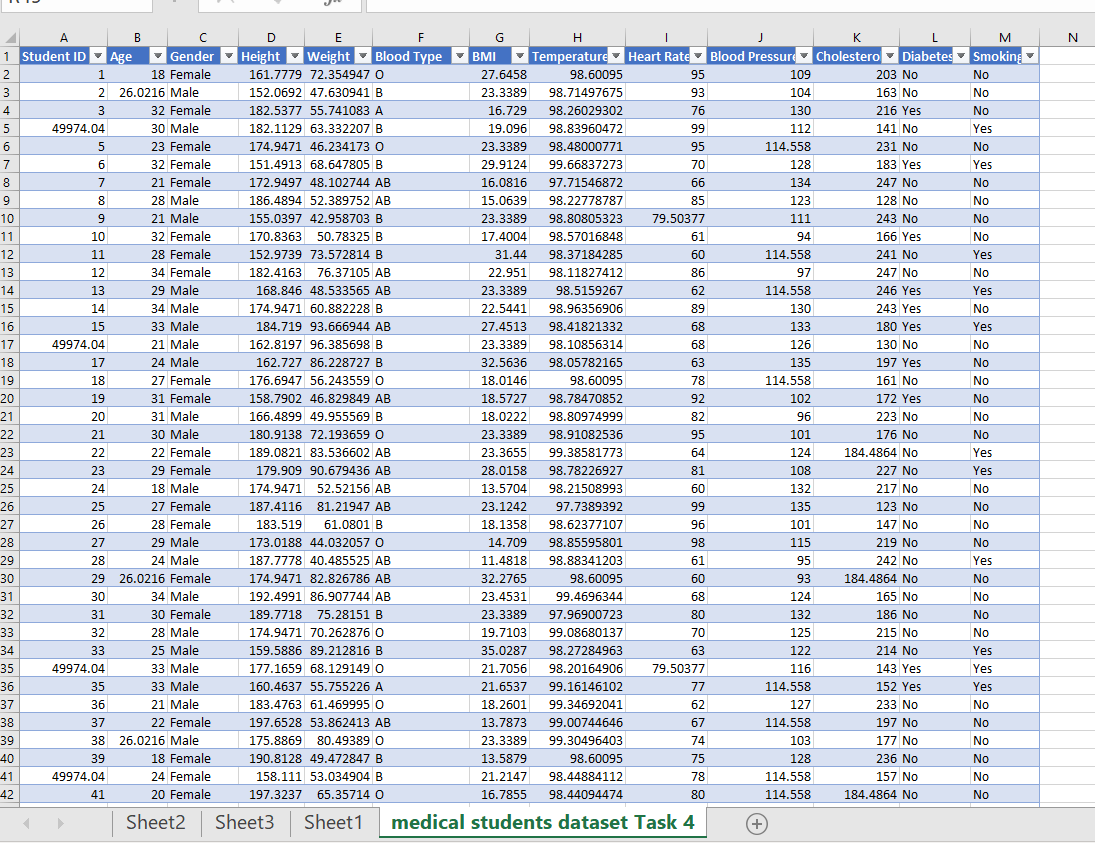 A B C D E F G H I J K L M N
1 Student ID Age Gender Height Weight Blood Type BMI Temperature Heart Rate Blood Pressure Cholestero Diabetes Smoking
2 1 18 Female 161.7779 72.354947 O 27.6458 98.60095 95 109 203 No No
3 2 26.0216 Male 152.0692 47.630941 B 23.3389 98.71497675 93 104 163 No No
4 3 32 Female 182.5377 55.741083 A 16.729 98.26029302 76 130 216 Yes No
5 49974.04 30 Male 182.1129 63.332207 B 19.096 98.83960472 99 112 141 No Yes
6 5 23 Female 174.9471 46.234173 O 23.3389 98.48000771 95 114.558 231 No No
7 6 32 Female 151.4913 68.647805 B 29.9124 99.66837273 70 128 183 Yes Yes
8 7 21 Female 172.9497 48.102744 AB 16.0816 97.71546872 66 134 247 No No
9 8 28 Male 186.4894 52.389752 AB 15.0639 98.22778787 85 123 128 No No
10 9 21 Male 155.0397 42.958703 B 23.3389 98.80805323 79.50377 111 243 No No
11 10 32 Female 170.8363 50.78325 B 17.4004 98.57016848 61 94 166 Yes No
12 11 28 Female 152.9739 73.572814 B 31.44 98.37184285 60 114.558 241 No Yes
13 12 34 Female 182.4163 76.37105 AB 22.951 98.11827412 86 97 247 No No
14 13 29 Male 168.846 48.533565 AB 23.3389 98.5159267 62 114.558 246 Yes Yes
15 14 34 Male 174.9471 60.882228 B 22.5441 98.96356906 89 130 243 Yes No
16 15 33 Male 184.719 93.666944 AB 27.4513 98.41821332 68 133 180 Yes Yes
17 49974.04 21 Male 162.8197 96.385698 B 23.3389 98.10856314 68 126 130 No No
18 17 24 Male 162.727 86.228727 B 32.5636 98.05782165 63 135 197 Yes No
19 18 27 Female 176.6947 56.243559 O 18.0146 98.60095 78 114.558 161 No No
20 19 31 Female 158.7902 46.829849 AB 18.5727 98.78470852 92 102 172 Yes No
21 20 31 Male 166.4899 49.955569 B 18.0222 98.80974999 82 96 223 No No
22 21 30 Male 180.9138 72.193659 O 23.3389 98.91082536 95 101 176 No No
23 22 22 Female 189.0821 83.536602 AB 23.3655 99.38581773 64 124 184.4864 No Yes
24 23 29 Female 179.909 90.679436 AB 28.0158 98.78226927 81 108 227 No Yes
25 24 18 Male 174.9471 52.52156 AB 13.5704 98.21508993 60 132 217 No No
26 25 27 Female 187.4116 81.21947 AB 23.1242 97.7389392 99 135 123 No No
27 26 28 Female 183.519 61.0801 B 18.1358 98.62377107 96 101 147 No No
28 27 29 Male 173.0188 44.032057 O 14.709 98.85595801 98 115 219 No No
29 28 24 Male 187.7778 40.485525 AB 11.4818 98.88341203 61 95 242 No Yes
30 29 26.0216 Female 174.9471 82.826786 AB 32.2765 98.60095 60 93 184.4864 No No
31 30 34 Male 192.4991 86.907744 AB 23.4531 99.4696344 68 124 165 No No
32 31 30 Female 189.7718 75.28151 B 23.3389 97.96900723 80 132 186 No No
33 32 28 Male 174.9471 70.262876 O 19.7103 99.08680137 70 125 215 No No
34 33 25 Male 159.5886 89.212816 B 35.0287 98.27284963 63 122 214 No Yes
35 49974.04 33 Male 177.1659 68.129149 O 21.7056 98.20164906 79.50377 116 143 Yes Yes
36 35 33 Male 160.4637 55.755226 A 21.6537 99.16146102 77 114.558 152 Yes Yes
37 36 21 Male 183.4763 61.469995 O 18.2601 99.34692041 62 127 233 No No
38 37 22 Female 197.6528 53.862413 AB 13.7873 99.00744646 67 114.558 197 No No
39 38 26.0216 Male 175.8869 80.49389 O 23.3389 99.30496403 74 103 177 No No
40 39 18 Female 190.8128 49.472847 B 13.5879 98.60095 75 128 236 No No
41 49974.04 24 Female 158.111 53.034904 B 21.2147 98.44884112 78 114.558 157 No No
42 41 20 Female 197.3237 65.35714 O 16.7855 98.44094474 80 114.558 184.4864 No No
Sheet2 Sheet3 Sheet1 medical students dataset Task 4